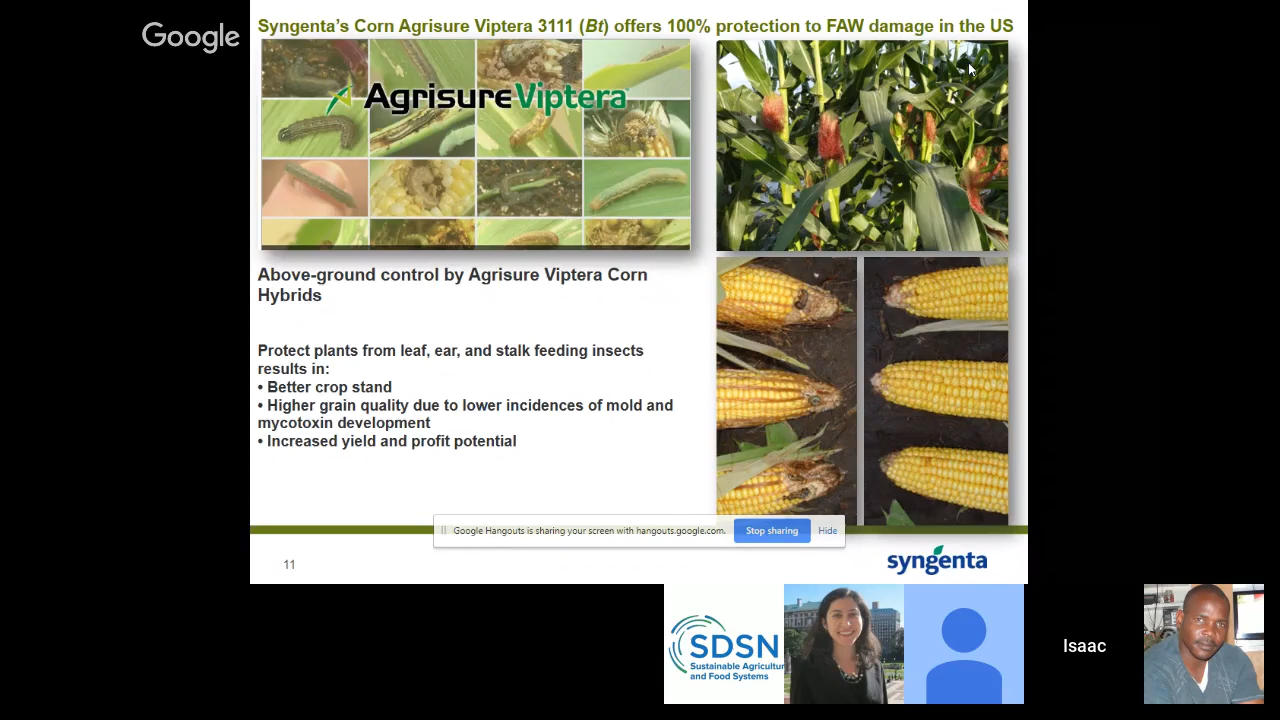 Google
Syngenta's Corn Agrisure Viptera 3111 (Bt) offers 100% protection to FAW damage in the US
AgrisureViptera
Above-ground control by Agrisure Viptera Corn
Hybrids
Protect plants from leaf, ear, and stalk feeding insects
results in:
• Better crop stand
• Higher grain quality due to lower incidences of mold and
mycotoxin development
• Increased yield and profit potential
Google Hangouts is sharing your screen with hangouts.google.com.
Stop sharing
Hide
11
syngenta
SDSN
Sustainable Agricultur
and Food Systems
Isaac